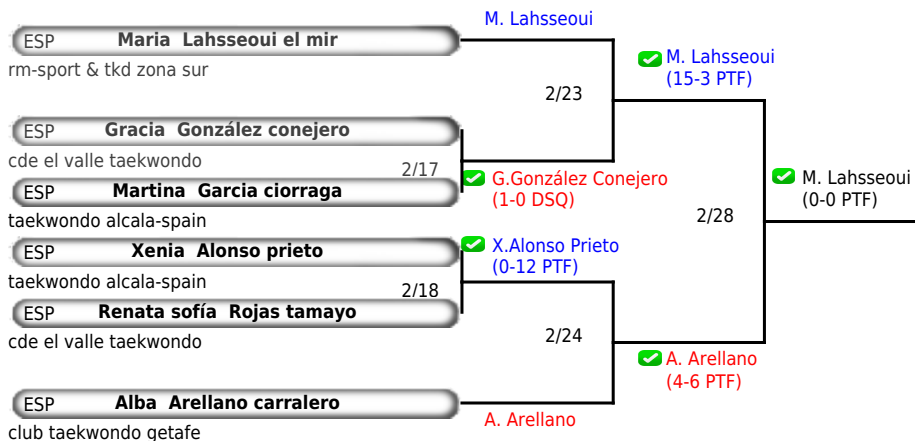 M. Lahsseoui
ESP Maria Lahsseoui el mir
rm-sport & tkd zona sur
M. Lahsseoui
(15-3 PTF)
2/23
ESP Gracia González conejero
cde el valle taekwondo
2/17
ESP Martina Garcia ciorraga
taekwondo alcala-spain
G.González Conejero
(1-0 DSQ)
M. Lahsseoui
(0-0 PTF)
2/28
ESP Xenia Alonso prieto
taekwondo alcala-spain
X.Alonso Prieto
(0-12 PTF)
2/18
ESP Renata sofía Rojas tamayo
cde el valle taekwondo
2/24
A. Arellano
(4-6 PTF)
ESP Alba Arellano carralero
club taekwondo getafe
A. Arellano